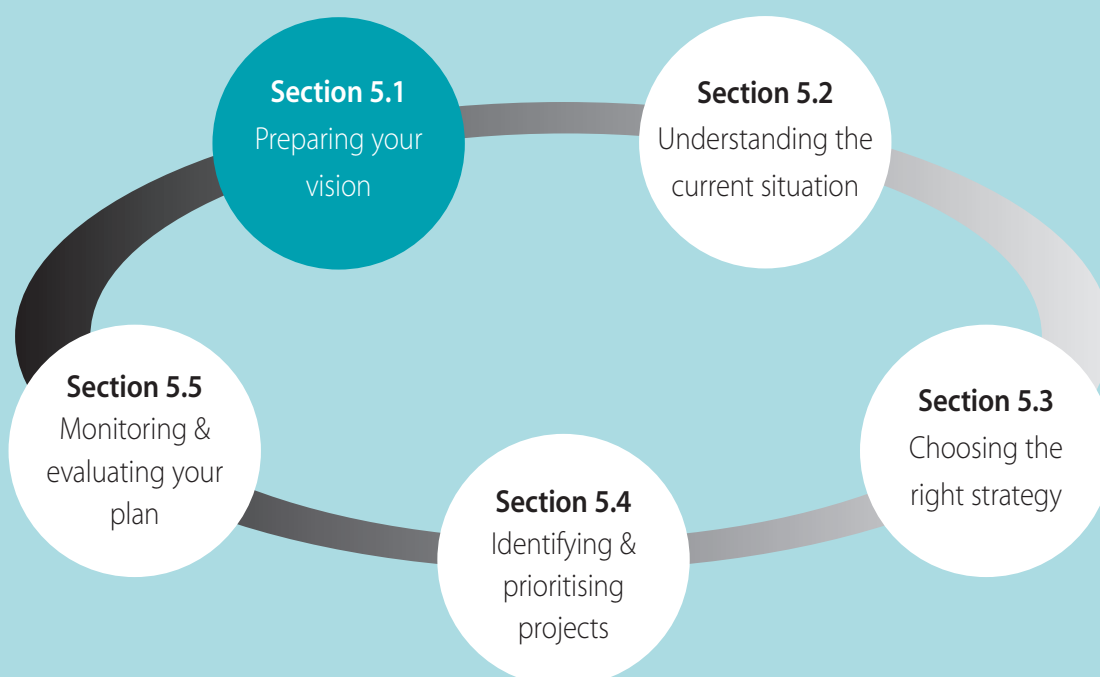 Section 5.1
Preparing your
vision
Section 5.2
Understanding the
current situation
Section 5.3
Choosing the
right strategy
Section 5.4
Identifying &
prioritising
projects
Section 5.5
Monitoring &
evaluating your
plan